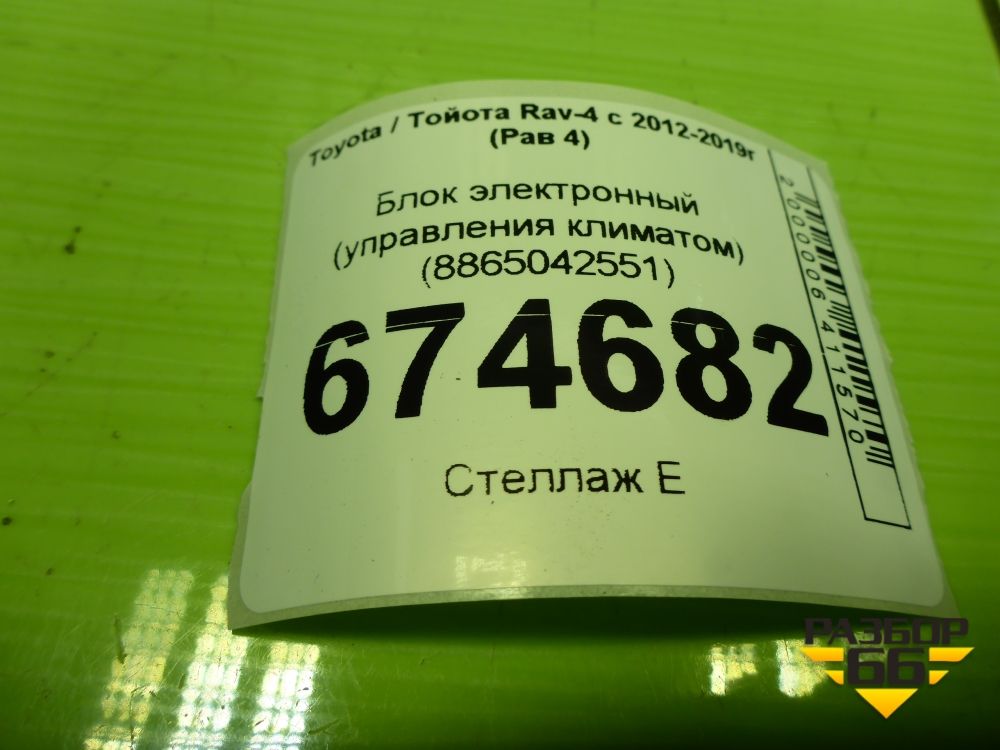 Toyota / Тойота Rav-4 с 2012-2019г
(Рав 4)
Блок электронный
(управления климатом)
(8865042551)
674682
Стеллаж Е
2000006411570
РАЗБОР
66